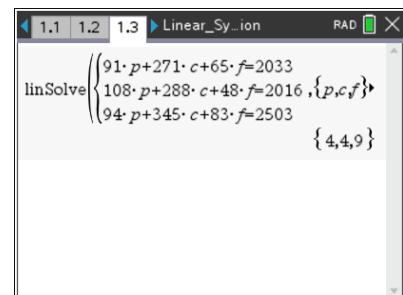 1.1 1.2 1.3 Linear_Sy...ion RAD
91·p+271·c+65·f=2033
linSolve( 108·p+288·c+48·f=2016 ,{p,c,f}▸
94·p+345·c+83·f=2503
{4,4,9}